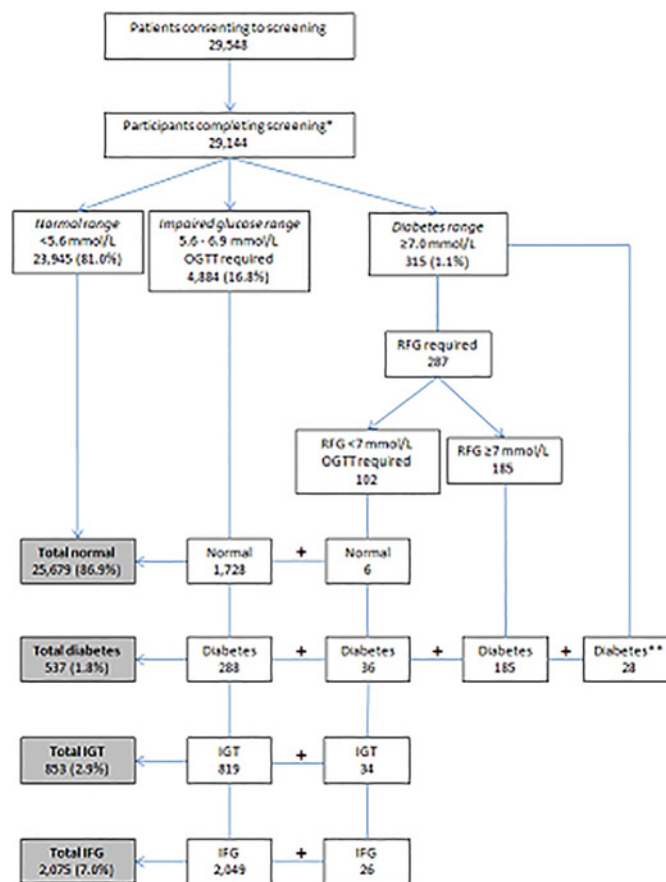 Patients consenting to screening
29,548
Participants completing screening*
29,144
Normal range
<5.6 mmol/L
23,945 (81.0%)
Impaired glucose range
5.6 - 6.9 mmol/L
OGTT required
4,884 (16.8%)
Diabetes range
≥7.0 mmol/L
315 (1.1%)
RFG required
287
RFG <7 mmol/L
OGTT required
102
RFG ≥7 mmol/L
185
Total normal
25,679 (86.9%)
Normal
1,728
+
Normal
6
Total diabetes
537 (1.8%)
Diabetes
288
+
Diabetes
36
+
Diabetes
185
+
Diabetes**
28
Total IGT
853 (2.9%)
IGT
819
+
IGT
34
Total IFG
2,075 (7.0%)
IFG
2,049
+
IFG
26